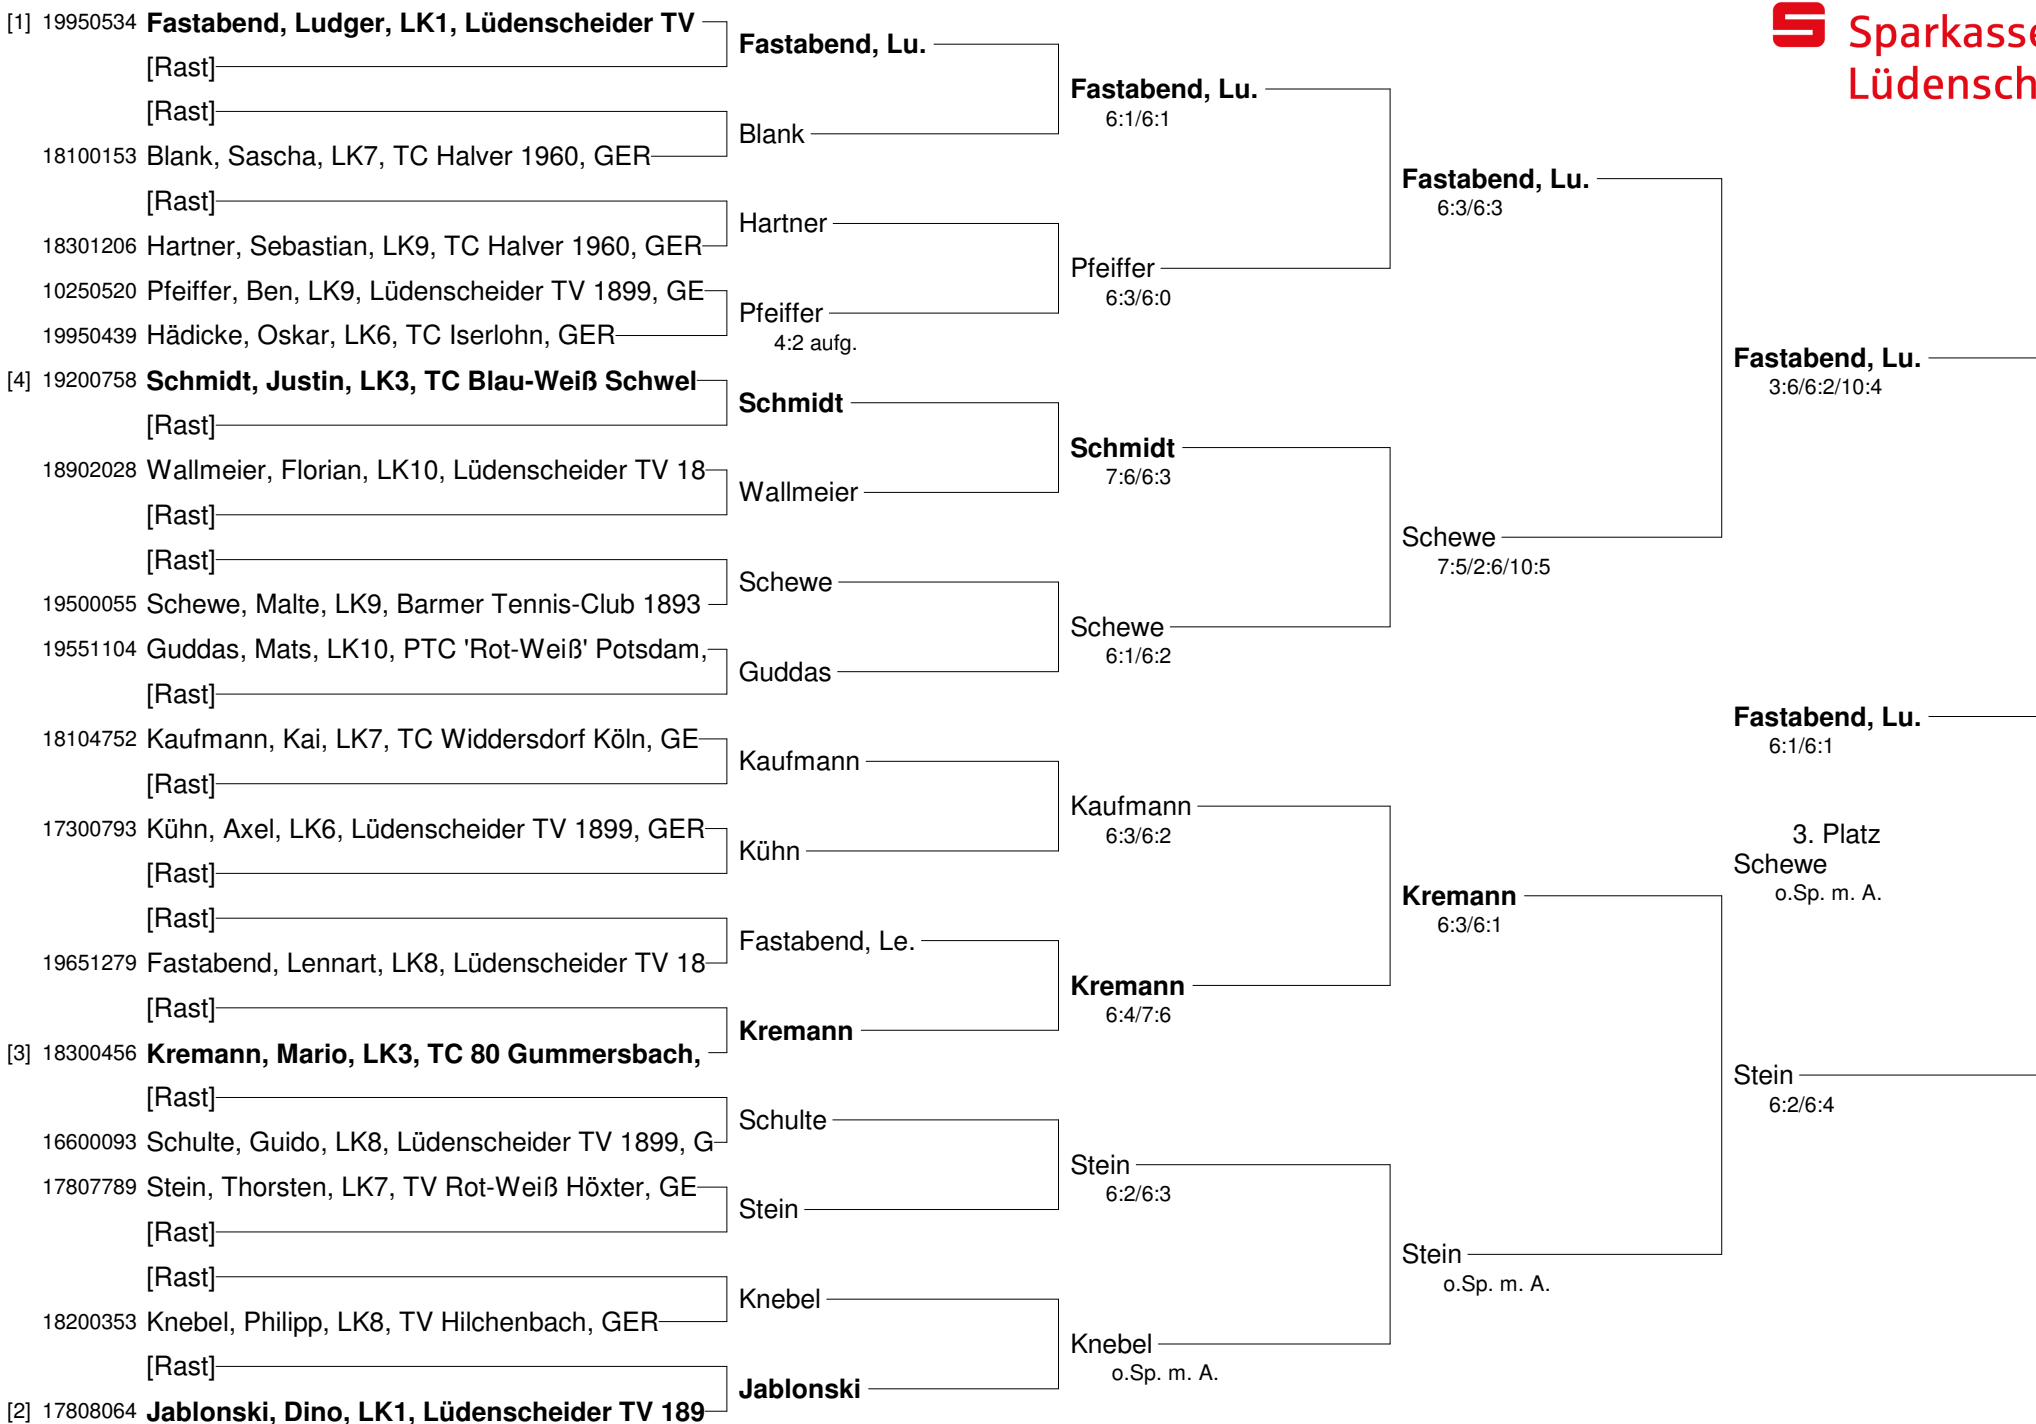 [1] 19950534 Fastabend, Ludger, LK1, Lüdenscheider TV
[Rast]
[Rast]
18100153 Blank, Sascha, LK7, TC Halver 1960, GER
[Rast]
18301206 Hartner, Sebastian, LK9, TC Halver 1960, GER
10250520 Pfeiffer, Ben, LK9, Lüdenscheider TV 1899, GE
19950439 Hädicke, Oskar, LK6, TC Iserlohn, GER
[4] 19200758 Schmidt, Justin, LK3, TC Blau-Weiß Schwel
[Rast]
18902028 Wallmeier, Florian, LK10, Lüdenscheider TV 18
[Rast]
[Rast]
19500055 Schewe, Malte, LK9, Barmer Tennis-Club 1893
19551104 Guddas, Mats, LK10, PTC 'Rot-Weiß' Potsdam,
[Rast]
18104752 Kaufmann, Kai, LK7, TC Widdersdorf Köln, GE
[Rast]
17300793 Kühn, Axel, LK6, Lüdenscheider TV 1899, GER
[Rast]
[Rast]
19651279 Fastabend, Lennart, LK8, Lüdenscheider TV 18
[Rast]
[3] 18300456 Kremann, Mario, LK3, TC 80 Gummersbach,
[Rast]
16600093 Schulte, Guido, LK8, Lüdenscheider TV 1899, G
17807789 Stein, Thorsten, LK7, TV Rot-Weiß Höxter, GE
[Rast]
[Rast]
18200353 Knebel, Philipp, LK8, TV Hilchenbach, GER
[Rast]
[2] 17808064 Jablonski, Dino, LK1, Lüdenscheider TV 189
Fastabend, Lu.
Blank
Hartner
Pfeiffer
4:2 aufg.
Schmidt
Wallmeier
Schewe
Guddas
Kaufmann
Kühn
Fastabend, Le.
Kremann
Schulte
Stein
Knebel
Jablonski
Fastabend, Lu.
6:1/6:1
Pfeiffer
6:3/6:0
Schmidt
7:6/6:3
Schewe
6:1/6:2
Kaufmann
6:3/6:2
Kremann
6:4/7:6
Stein
6:2/6:3
Knebel
o.Sp. m. A.
Fastabend, Lu.
6:3/6:3
Schewe
7:5/2:6/10:5
Kremann
6:3/6:1
Stein
o.Sp. m. A.
Sparkasse
Lüdensch
Fastabend, Lu.
3:6/6:2/10:4
Fastabend, Lu.
6:1/6:1
3. Platz
Schewe
o.Sp. m. A.
Stein
6:2/6:4